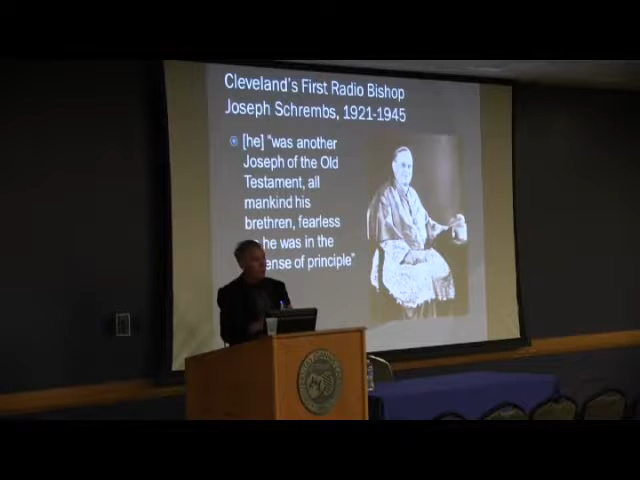 Cleveland's First Radio Bishop
Joseph Schrembs, 1921-1945
[he] "was another
Joseph of the Old
Testament, all
mankind his
brethren, fearless
he was in the
ense of principle"